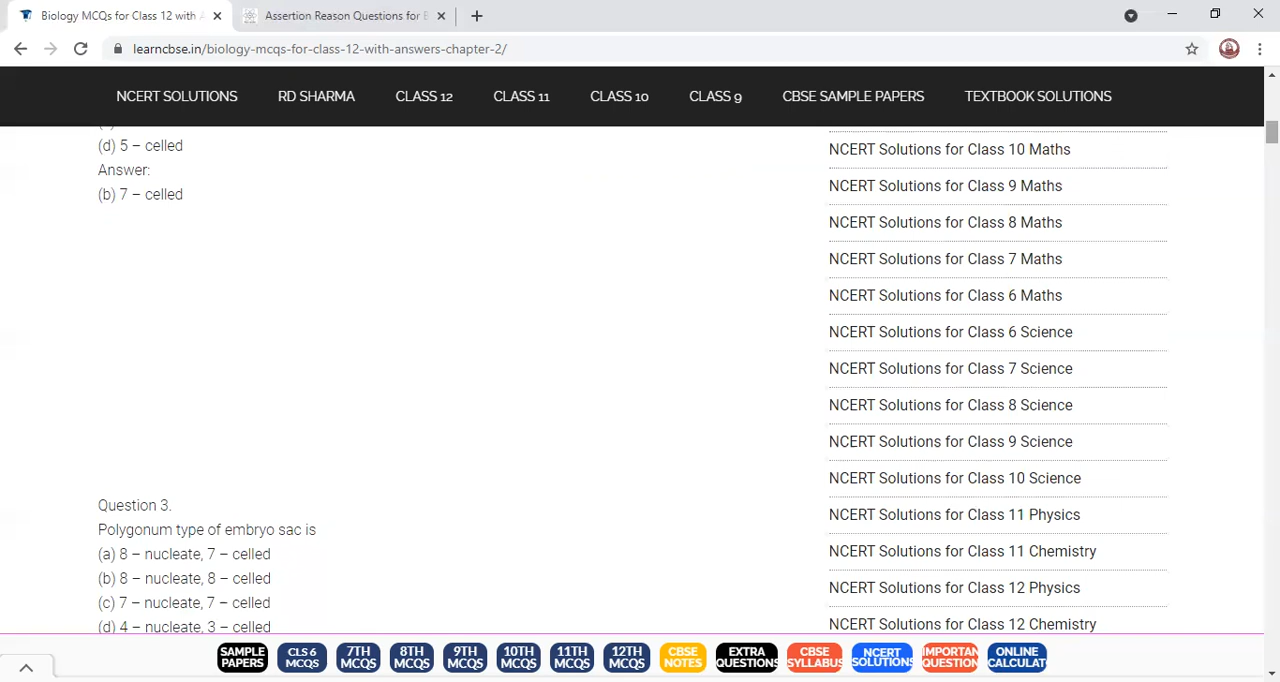 Biology MCQs for Class 12 with A
Assertion Reason Questions for B
learncbse.in/biology-mcqs-for-class-12-with-answers-chapter-2/
NCERT SOLUTIONS
RD SHARMA
CLASS 12
CLASS 11
CLASS 10
CLASS 9
CBSE SAMPLE PAPERS
TEXTBOOK SOLUTIONS
(d) 5 – celled
Answer:
(b) 7 – celled
Question 3.
Polygonum type of embryo sac is
(a) 8 – nucleate, 7 – celled
(b) 8 – nucleate, 8 – celled
(c) 7 – nucleate, 7 – celled
(d) 4 – nucleate, 3 – celled
NCERT Solutions for Class 10 Maths
NCERT Solutions for Class 9 Maths
NCERT Solutions for Class 8 Maths
NCERT Solutions for Class 7 Maths
NCERT Solutions for Class 6 Maths
NCERT Solutions for Class 6 Science
NCERT Solutions for Class 7 Science
NCERT Solutions for Class 8 Science
NCERT Solutions for Class 9 Science
NCERT Solutions for Class 10 Science
NCERT Solutions for Class 11 Physics
NCERT Solutions for Class 11 Chemistry
NCERT Solutions for Class 12 Physics
NCERT Solutions for Class 12 Chemistry
SAMPLE
PAPERS
CLS 6
MCQS
7TH
MCQS
8TH
MCQS
9TH
MCQS
10TH
MCQS
11TH
MCQS
12TH
MCQS
CBSE
NOTES
EXTRA
QUESTIONS
CBSE
SYLLABUS
NCERT
SOLUTIONS
IMPORTAN
QUESTION
ONLINE
CALCULAT